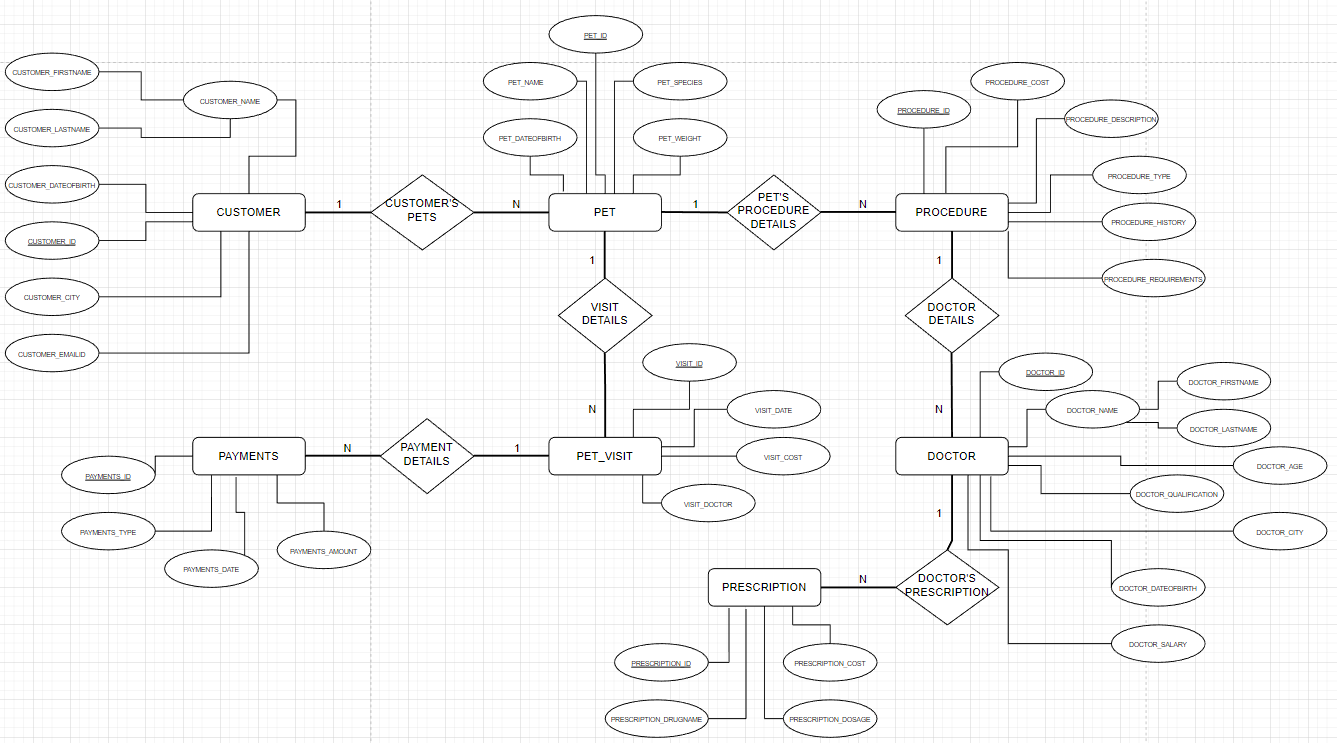 PET_ID
CUSTOMER_FIRSTNAME
PET_NAME
PET_SPECIES
PROCEDURE_COST
CUSTOMER_NAME
PROCEDURE_ID
PROCEDURE_DESCRIPTION
CUSTOMER_LASTNAME
PET_DATEOFBIRTH
PET_WEIGHT
PROCEDURE_TYPE
CUSTOMER_DATEOFBIRTH
CUSTOMER
1
CUSTOMER'S
PETS
N
PET
1
PET'S
PROCEDURE
DETAILS
N
PROCEDURE
PROCEDURE_HISTORY
CUSTOMER_ID
1
1
PROCEDURE_REQUIREMENTS
CUSTOMER_CITY
VISIT
DETAILS
DOCTOR
DETAILS
CUSTOMER_EMAILID
VISIT_ID
DOCTOR_ID
DOCTOR_FIRSTNAME
N
VISIT_DATE
N
DOCTOR_NAME
DOCTOR_LASTNAME
PAYMENTS
N
PAYMENT
DETAILS
1
PET_VISIT
VISIT_COST
DOCTOR
DOCTOR_AGE
PAYMENTS_ID
DOCTOR_QUALIFICATION
VISIT_DOCTOR
1
PAYMENTS_TYPE
DOCTOR_CITY
PAYMENTS_AMOUNT
PAYMENTS_DATE
PRESCRIPTION
N
DOCTOR'S
PRESCRIPTION
DOCTOR_DATEOFBIRTH
DOCTOR_SALARY
PRESCRIPTION_ID
PRESCRIPTION_COST
PRESCRIPTION_DRUGNAME
PRESCRIPTION_DOSAGE